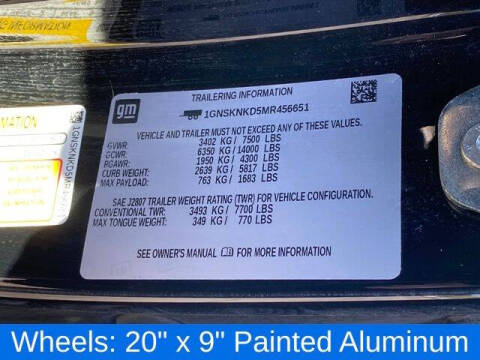 TRAILERING INFORMATION
gm
1GNSKNKD5MR456651
VEHICLE AND TRAILER MUST NOT EXCEED ANY OF THESE VALUES.
GVWR: 3402 KG / 7500 LBS
GCWR: 6350 KG / 14000 LBS
RGAWR: 1950 KG / 4300 LBS
CURB WEIGHT: 2639 KG / 5817 LBS
MAX PAYLOAD: 763 KG / 1683 LBS
SAE J2807 TRAILER WEIGHT RATING (TWR) FOR VEHICLE CONFIGURATION.
CONVENTIONAL TWR: 3493 KG / 7700 LBS
MAX TONGUE WEIGHT: 349 KG / 770 LBS
SEE OWNER'S MANUAL FOR MORE INFORMATION
Wheels: 20" x 9" Painted Aluminum